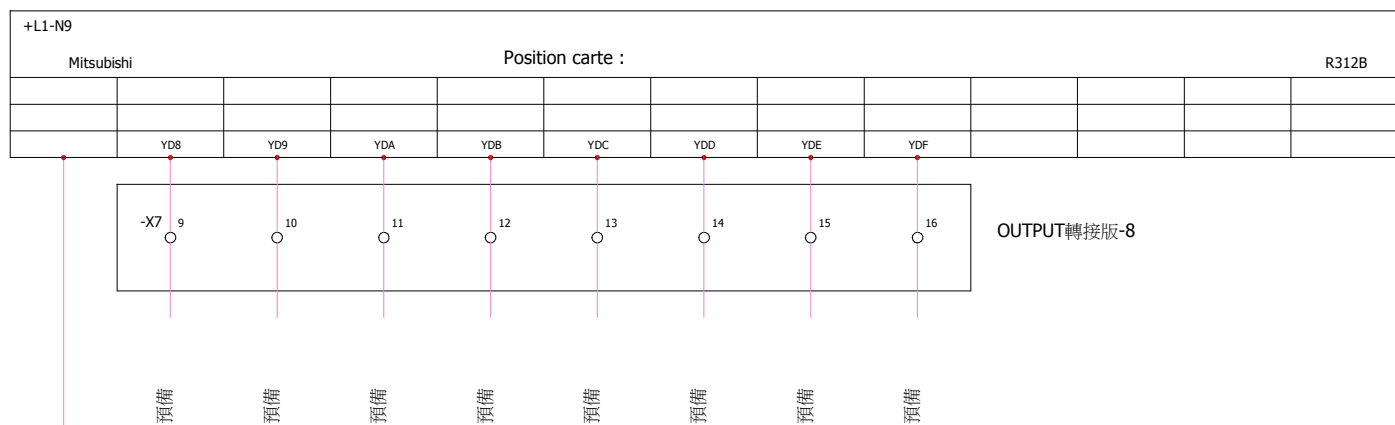 +L1-N9
Mitsubishi Position carte : R312B
YD8 YD9 YDA YDB YDC YDD YDE YDF
-X7 9 10 11 12 13 14 15 16
OUTPUT轉接版-8
預備 預備 預備 預備 預備 預備 預備 預備